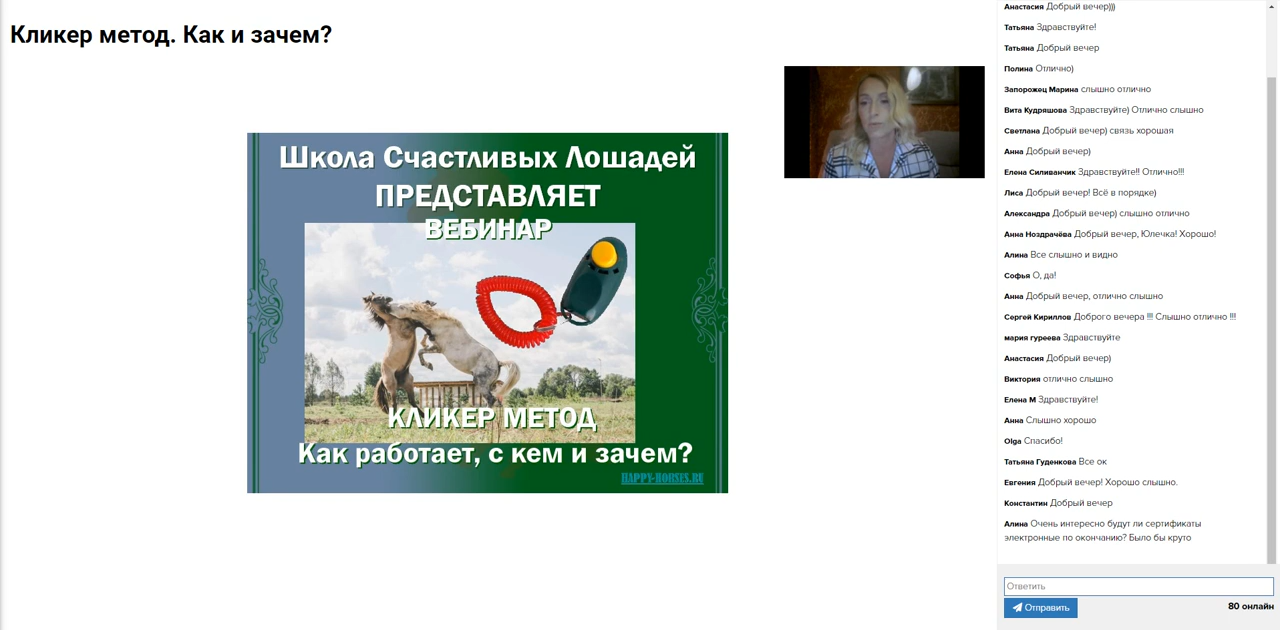 Кликер метод. Как и зачем?
Школа Счастливых Лошадей
ПРЕДСТАВЛЯЕТ
ВЕБИНАР
КЛИКЕР МЕТОД
Как работает, с кем и зачем?
HAPPY-HORSES.RU
Анастасия Добрый вечер)))
Татьяна Здравствуйте!
Татьяна Добрый вечер
Полина Отлично)
Запорожец Марина слышно отлично
Вита Кудряшова Здравствуйте) Отлично слышно
Светлана Добрый вечер) связь хорошая
Анна Добрый вечер)
Елена Силиванчик Здравствуйте!! Отлично!!!
Лиса Добрый вечер! Всё в порядке)
Александра Добрый вечер) слышно отлично
Анна Ноздрачёва Добрый вечер, Юлечка! Хорошо!
Алина Все слышно и видно
Софья О, да!
Анна Добрый вечер, отлично слышно
Сергей Кириллов Доброго вечера !!! Слышно отлично !!!
мария гуреева Здравствуйте
Анастасия Добрый вечер)
Виктория отлично слышно
Елена М Здравствуйте!
Анна Слышно хорошо
Olga Спасибо!
Татьяна Гуденкова Все ок
Евгения Добрый вечер! Хорошо слышно.
Константин Добрый вечер
Алина Очень интересно будут ли сертификаты
электронные по окончанию? Было бы круто
Ответить
Отправить
80 онлайн